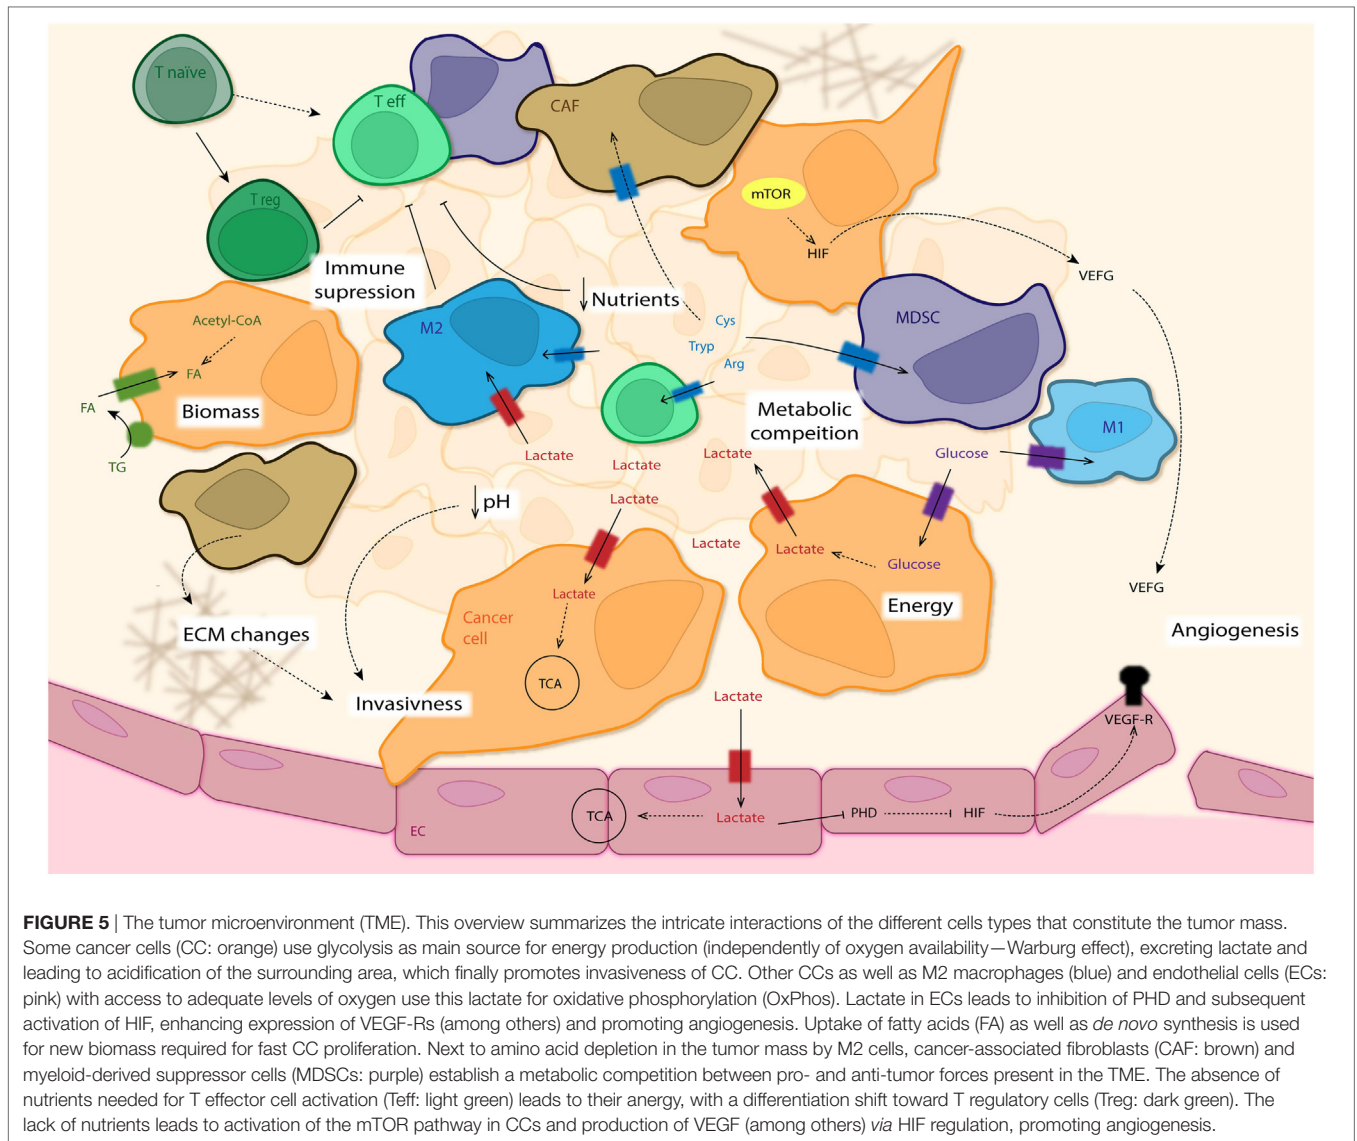 T naïve
T eff
CAF
mTOR
T reg
HIF
VEFG
Immune
supression
Nutrients
MDSC
Acetyl-CoA
M2
Cys
Tryp
Arg
FA
FA
Biomass
Metabolic
compeition
M1
TG
Lactate
Lactate
Lactate
Glucose
pH
Lactate
Lactate
Lactate
Glucose
VEFG
Lactate
Energy
Cancer
cell
ECM changes
Angiogenesis
TCA
Invasivness
Lactate
VEGF-R
TCA
Lactate
PHD
HIF
EC
FIGURE 5 | The tumor microenvironment (TME). This overview summarizes the intricate interactions of the different cells types that constitute the tumor mass.
Some cancer cells (CC: orange) use glycolysis as main source for energy production (independently of oxygen availability—Warburg effect), excreting lactate and
leading to acidification of the surrounding area, which finally promotes invasiveness of CC. Other CCs as well as M2 macrophages (blue) and endothelial cells (ECs:
pink) with access to adequate levels of oxygen use this lactate for oxidative phosphorylation (OxPhos). Lactate in ECs leads to inhibition of PHD and subsequent
activation of HIF, enhancing expression of VEGF-Rs (among others) and promoting angiogenesis. Uptake of fatty acids (FA) as well as de novo synthesis is used
for new biomass required for fast CC proliferation. Next to amino acid depletion in the tumor mass by M2 cells, cancer-associated fibroblasts (CAF: brown) and
myeloid-derived suppressor cells (MDSCs: purple) establish a metabolic competition between pro- and anti-tumor forces present in the TME. The absence of
nutrients needed for T effector cell activation (Teff: light green) leads to their anergy, with a differentiation shift toward T regulatory cells (Treg: dark green). The
lack of nutrients leads to activation of the mTOR pathway in CCs and production of VEGF (among others) via HIF regulation, promoting angiogenesis.